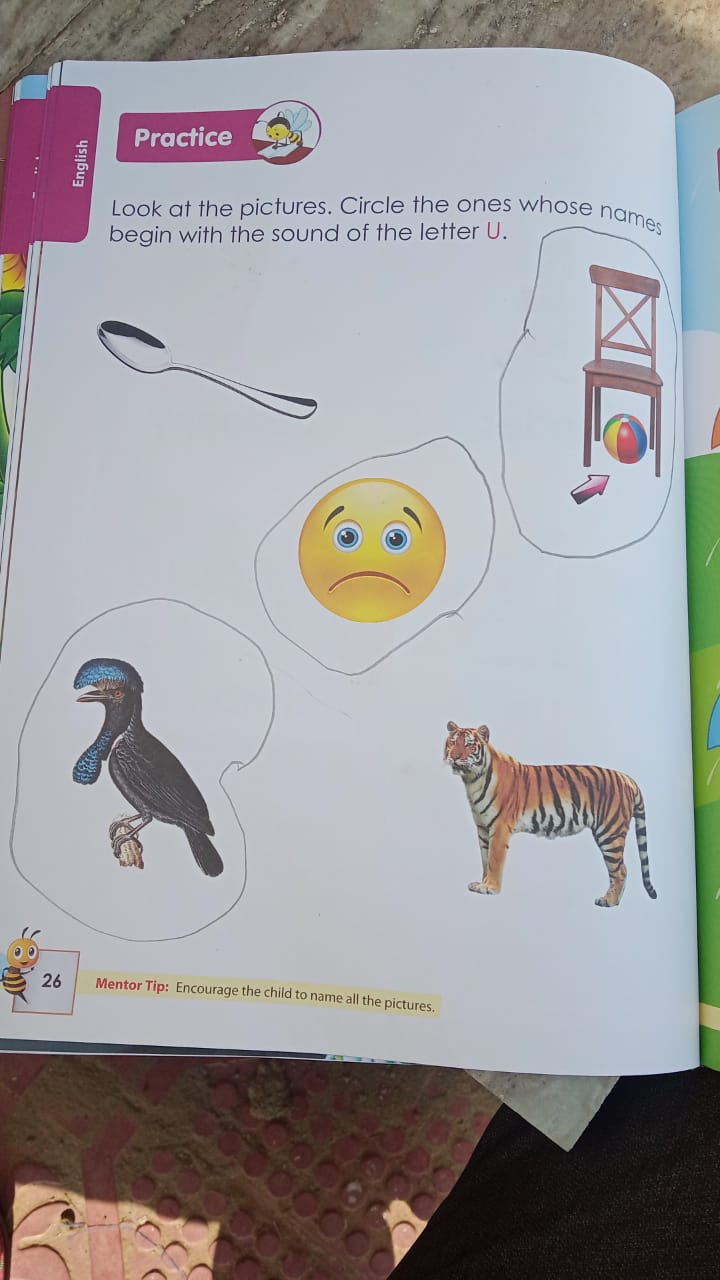 English
Practice
Look at the pictures. Circle the ones whose names
begin with the sound of the letter U.
26
Mentor Tip: Encourage the child to name all the pictures.